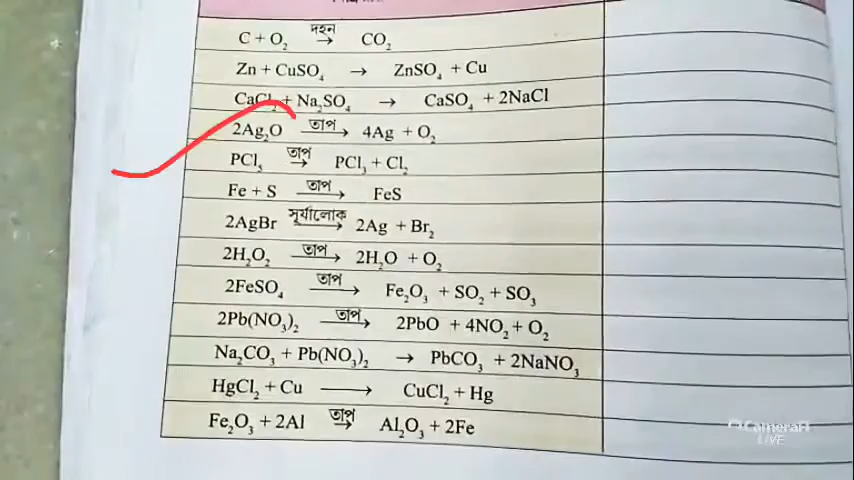 C + O₂ দহন → CO₂
Zn + CuSO₄ → ZnSO₄ + Cu
CaCl₂ + Na₂SO₄ → CaSO₄ + 2NaCl
2Ag₂O তাপ → 4Ag + O₂
PCl₅ তাপ → PCl₃ + Cl₂
Fe + S তাপ → FeS
2AgBr সূর্যালোক → 2Ag + Br₂
2H₂O₂ তাপ → 2H₂O + O₂
2FeSO₄ তাপ → Fe₂O₃ + SO₂ + SO₃
2Pb(NO₃)₂ তাপ → 2PbO + 4NO₂ + O₂
Na₂CO₃ + Pb(NO₃)₂ → PbCO₃ + 2NaNO₃
HgCl₂ + Cu → CuCl₂ + Hg
Fe₂O₃ + 2Al তাপ → Al₂O₃ + 2Fe
CameraFi
LIVE